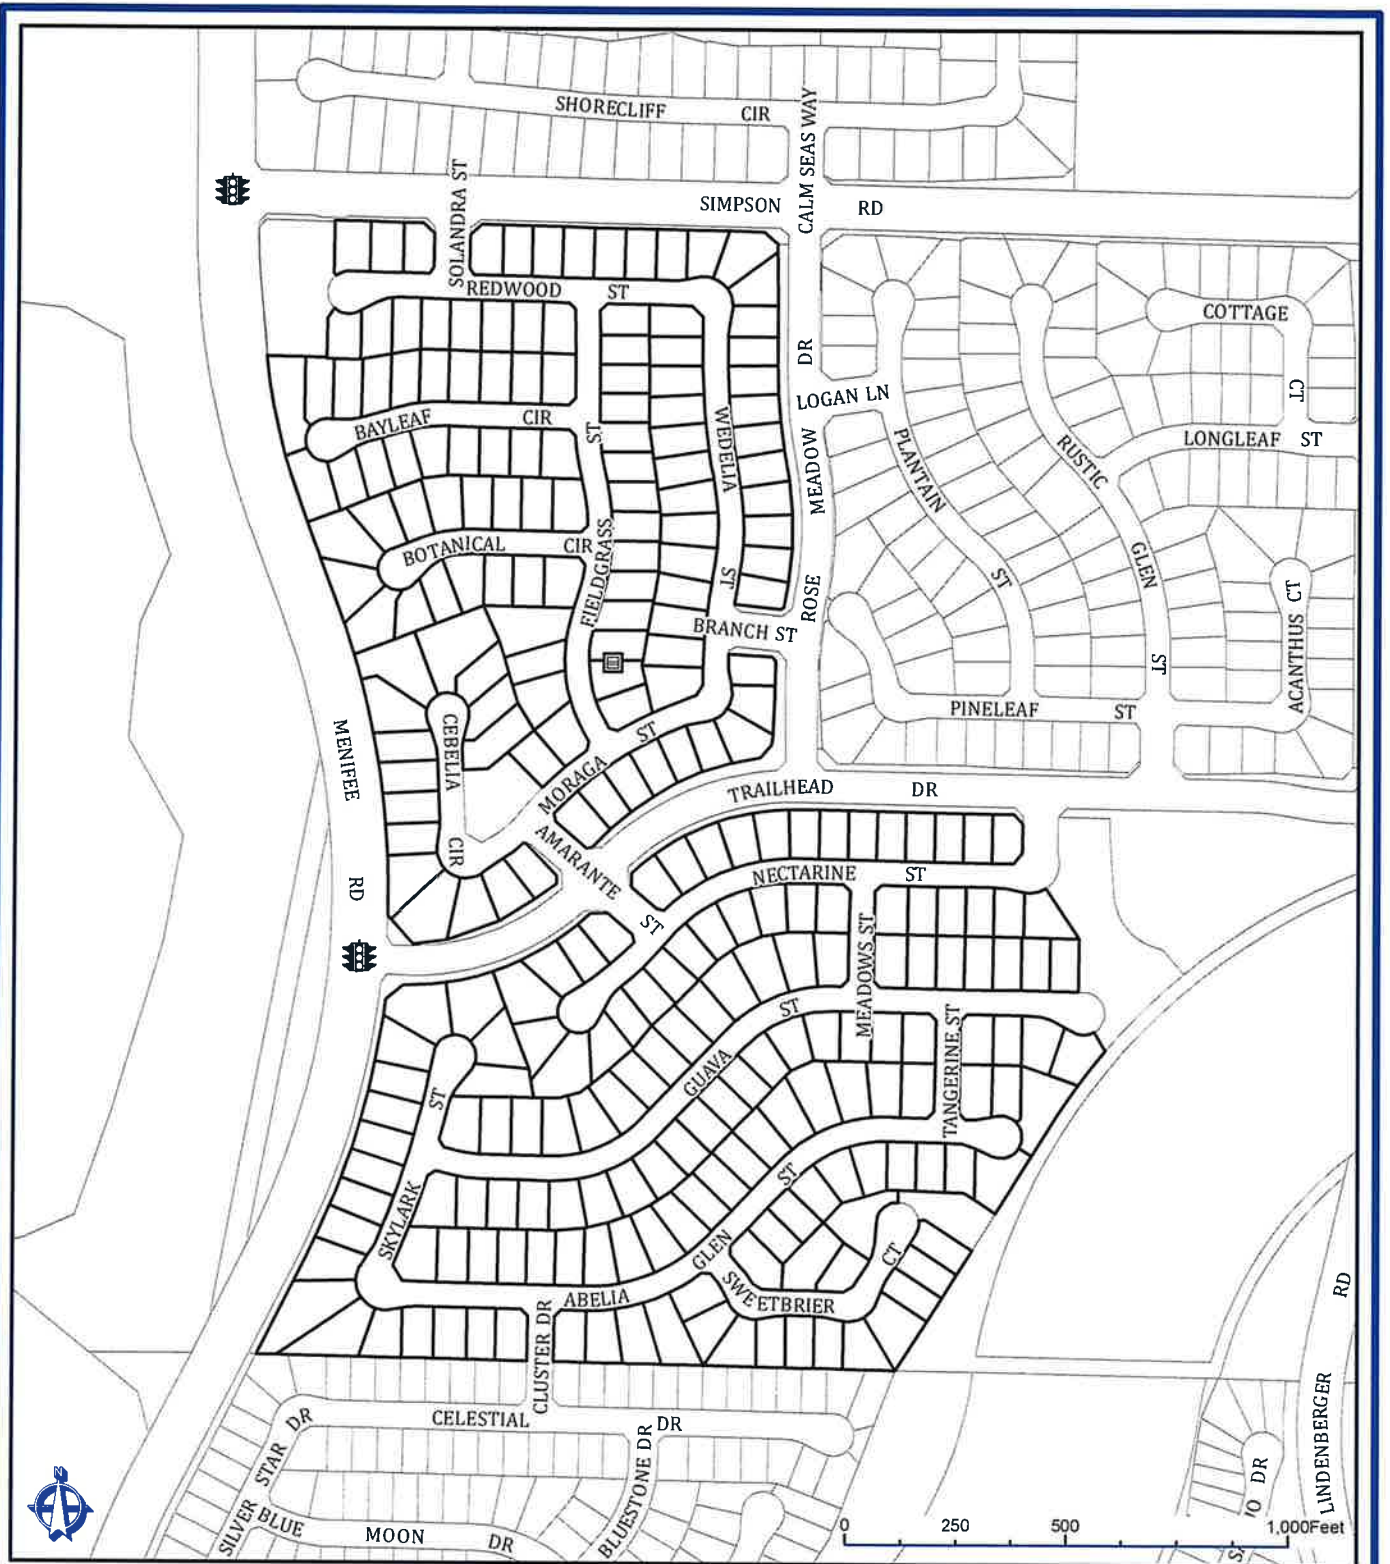 SHORECLIFF CIR
CALM SEAS WAY
SOLANDRA ST
SIMPSON RD
REDWOOD ST
COTTAGE CT
MEADOW ROSE DR
LOGAN LN
BAYLEAF CIR
WEDELIA ST
FIELDGRASS ST
PLANTAIN ST
RUSTIC GLEN ST
LONGLEAF ST
BOTANICAL CIR
ACANTHUS CT
BRANCH ST
PINELEAF ST
MENIFEE RD
CEBELIA CIR
MORAGA ST
TRAILHEAD DR
AMARANTE ST
NECTARINE ST
MEADOWS ST
GUAVA ST
TANGERINE ST
SKYLARK ST
GLEN ST
ABELIA
SWEETBRIER CT
CLUSTER DR
CELESTIAL DR
SILVER STAR DR
BLUE MOON DR
BLUESTONE DR
LINDENBERGER RD
DR
N
0 250 500 1,000Feet